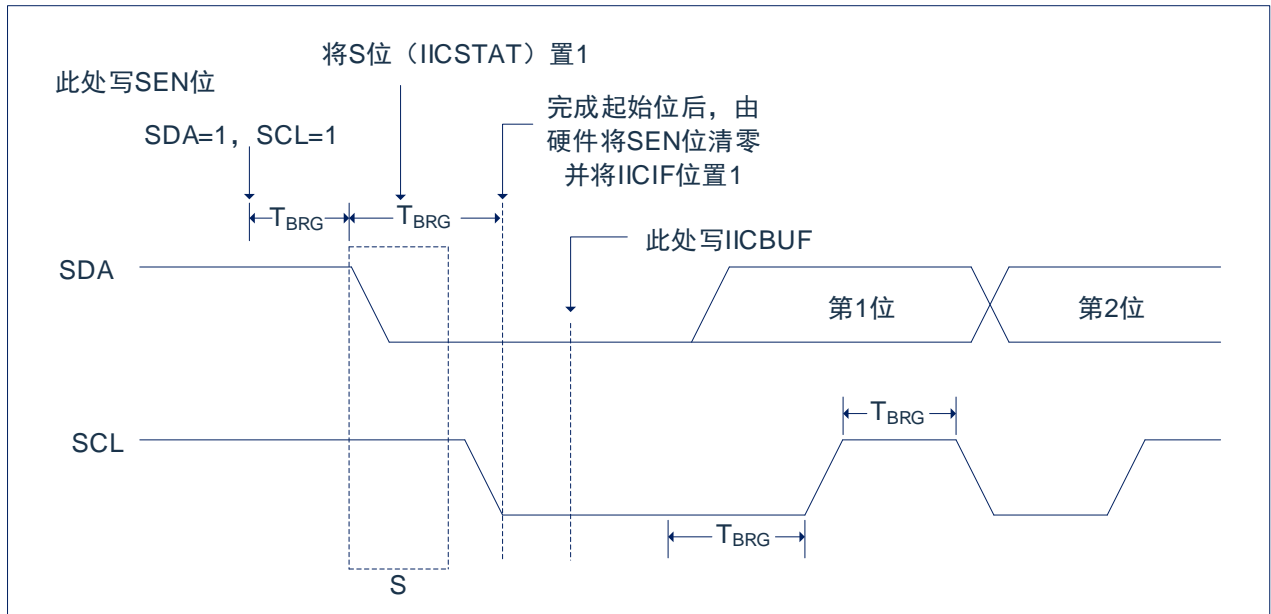 将S位（IICSTAT）置1
此处写SEN位
SDA=1，SCL=1
完成起始位后，由
硬件将SEN位清零
并将IICIF位置1
TBRG
TBRG
此处写IICBUF
SDA
第1位
第2位
TBRG
SCL
TBRG
S